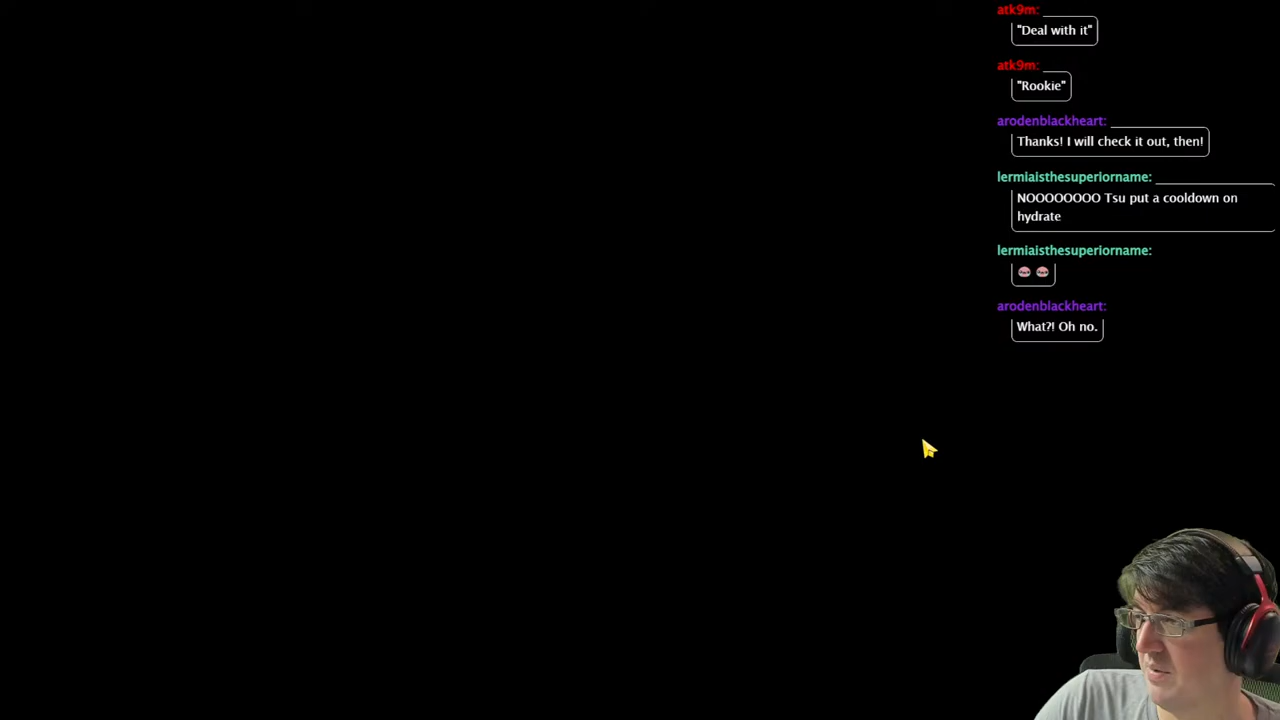 atk9m:
"Deal with it"
atk9m:
"Rookie"
arodenblackheart:
Thanks! I will check it out, then!
lermiaisthesuperiorname:
NOOOOOOOO Tsu put a cooldown on
hydrate
lermiaisthesuperiorname:
arodenblackheart:
What?! Oh no.